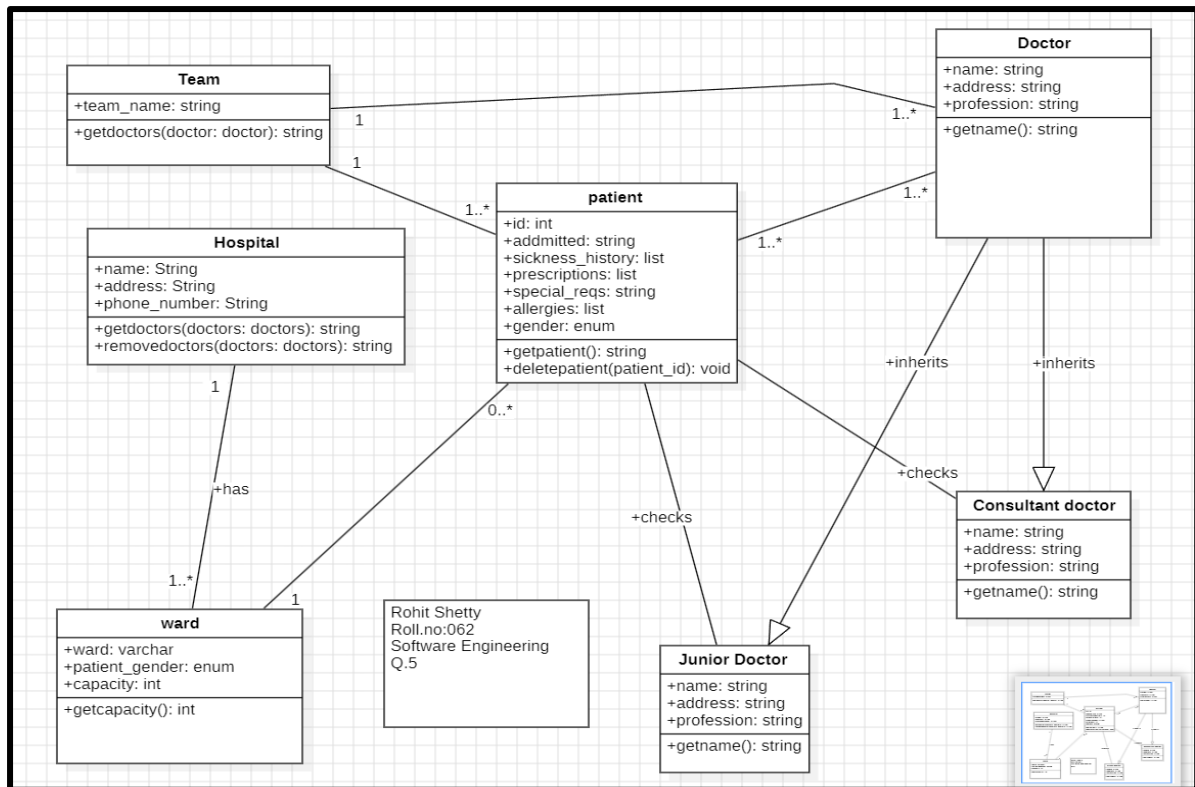 Team
+team_name: string
+getdoctors(doctor: doctor): string
1
1..*
1
1..*
Doctor
+name: string
+address: string
+profession: string
+getname(): string
1..*
1..*
patient
+id: int
+addmitted: string
+sickness_history: list
+prescriptions: list
+special_reqs: string
+allergies: list
+gender: enum
+getpatient(): string
+deletepatient(patient_id): void
Hospital
+name: String
+address: String
+phone_number: String
+getdoctors(doctors: doctors): string
+removedoctors(doctors: doctors): string
1
+has
1..*
0..*
1
+inherits
+inherits
+checks
+checks
Consultant doctor
+name: string
+address: string
+profession: string
+getname(): string
ward
+ward: varchar
+patient_gender: enum
+capacity: int
+getcapacity(): int
Rohit Shetty
Roll.no:062
Software Engineering
Q.5
Junior Doctor
+name: string
+address: string
+profession: string
+getname(): string